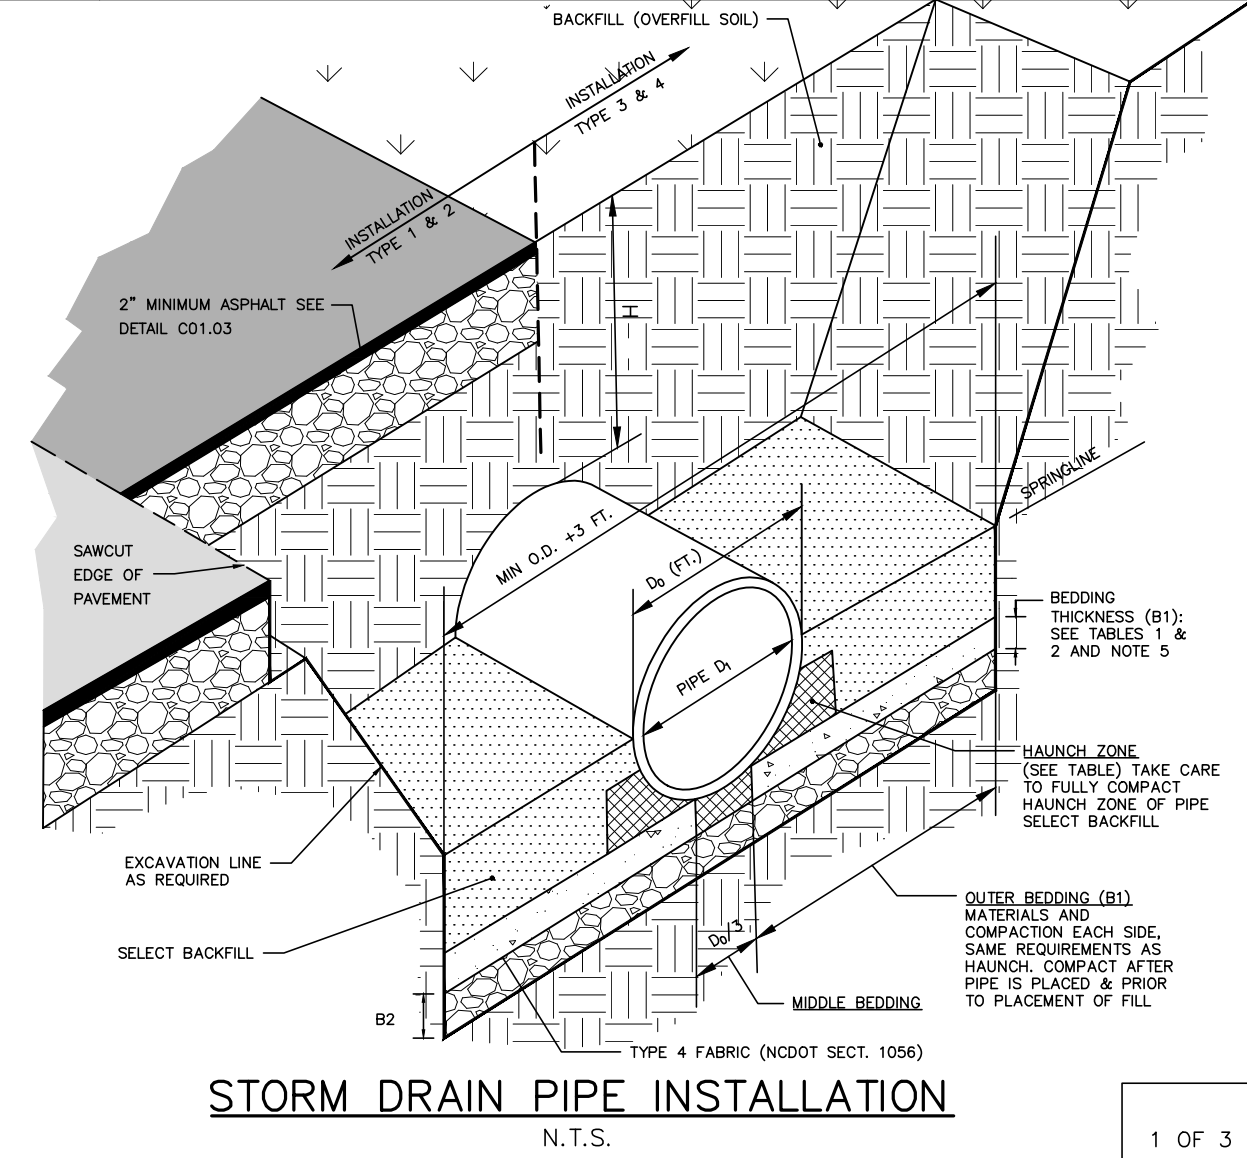 BACKFILL (OVERFILL SOIL)
INSTALLATION
TYPE 3 & 4
INSTALLATION
TYPE 1 & 2
2" MINIMUM ASPHALT SEE
DETAIL C01.03
H
SPRINGLINE
SAWCUT
EDGE OF
PAVEMENT
MIN O.D. +3 FT.
D₀ (FT.)
PIPE D₁
BEDDING
THICKNESS (B1):
SEE TABLES 1 &
2 AND NOTE 5
HAUNCH ZONE
(SEE TABLE) TAKE CARE
TO FULLY COMPACT
HAUNCH ZONE OF PIPE
SELECT BACKFILL
EXCAVATION LINE
AS REQUIRED
SELECT BACKFILL
OUTER BEDDING (B1)
MATERIALS AND
COMPACTION EACH SIDE,
SAME REQUIREMENTS AS
HAUNCH. COMPACT AFTER
PIPE IS PLACED & PRIOR
TO PLACEMENT OF FILL
D₀/3
MIDDLE BEDDING
B2
TYPE 4 FABRIC (NCDOT SECT. 1056)
STORM DRAIN PIPE INSTALLATION
N.T.S.
1 OF 3